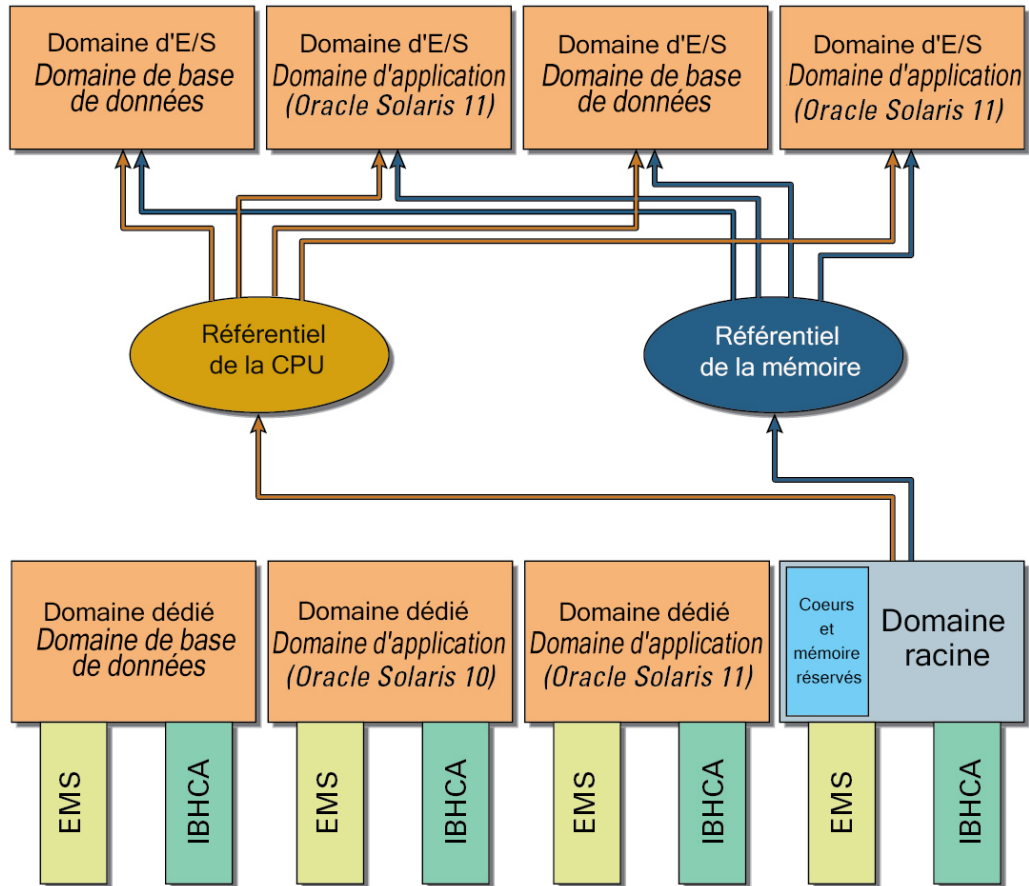 Domaine d'E/S
Domaine de base
de données
Domaine d'E/S
Domaine d'application
(Oracle Solaris 11)
Domaine d'E/S
Domaine de base
de données
Domaine d'E/S
Domaine d'application
(Oracle Solaris 11)
Référentiel
de la CPU
Référentiel
de la mémoire
Domaine dédié
Domaine de base
de données
Domaine dédié
Domaine d'application
(Oracle Solaris 10)
Domaine dédié
Domaine d'application
(Oracle Solaris 11)
Coeurs
et
mémoire
réservés
Domaine
racine
EMS
IBHCA
EMS
IBHCA
EMS
IBHCA
EMS
IBHCA